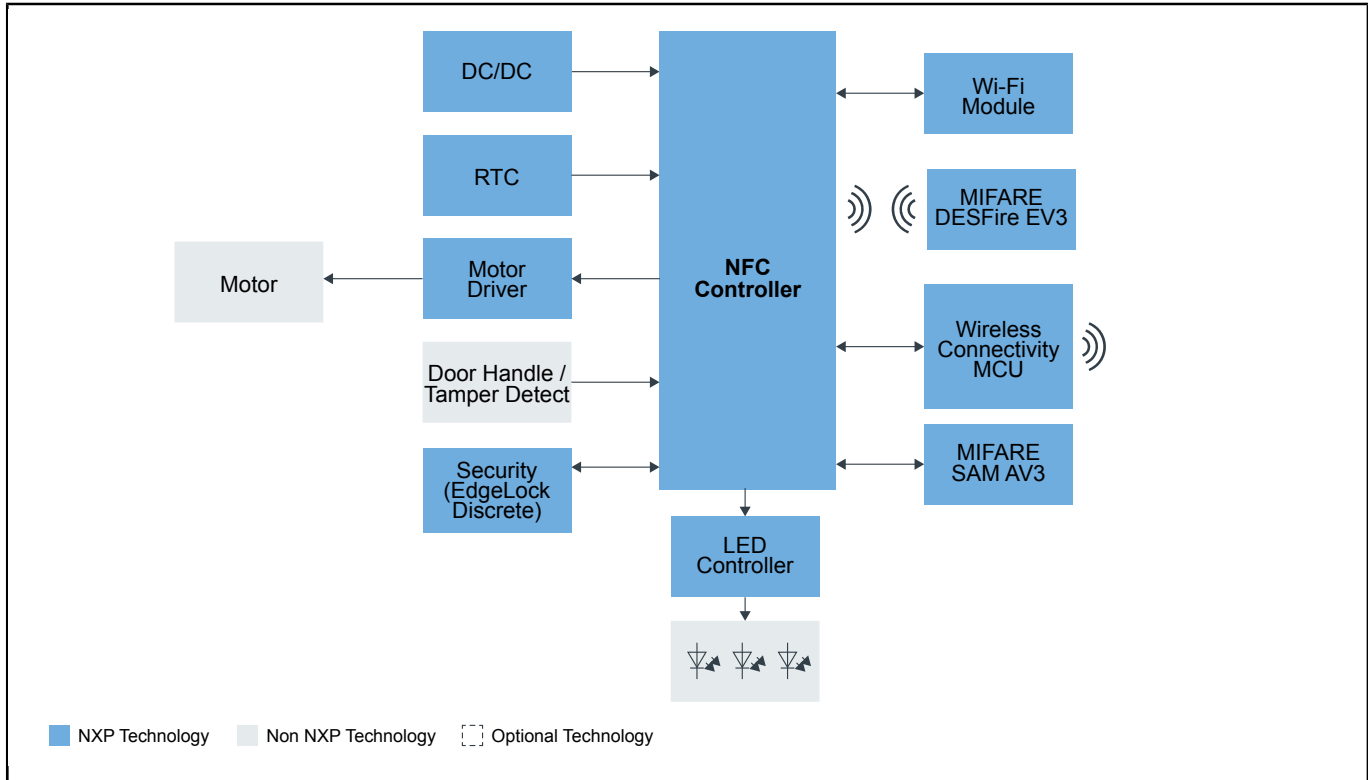 DC/DC
RTC
Motor
Driver
Motor
Door Handle /
Tamper Detect
Security
(EdgeLock
Discrete)
NFC
Controller
LED
Controller
Wi-Fi
Module
MIFARE
DESFire EV3
Wireless
Connectivity
MCU
MIFARE
SAM AV3
NXP Technology
Non NXP Technology
Optional Technology